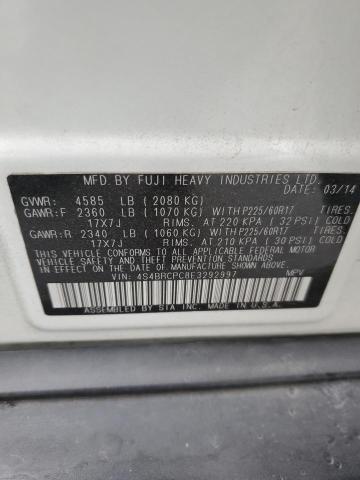 MFD. BY FUJI HEAVY INDUSTRIES LTD.
DATE: 03/14
GVWR: 4585 LB (2080 KG)
GAWR:F 2360 LB (1070 KG) WITH P225/60R17 TIRES.
17X7J RIMS. AT 220 KPA (32 PSI) COLD
GAWR:R 2340 LB (1060 KG) WITH P225/60R17 TIRES.
17X7J RIMS. AT 210 KPA (30 PSI) COLD
THIS VEHICLE CONFORMS TO ALL APPLICABLE FEDERAL MOTOR
VEHICLE SAFETY, BUMPER, AND THEFT PREVENTION STANDARDS
IN EFFECT ON THE DATE OF MANUFACTURE SHOWN ABOVE.
VIN: 4S4BRCPC8E3292997 MPV
ASSEMBLED BY SIA INC. MADE IN U.S.A.